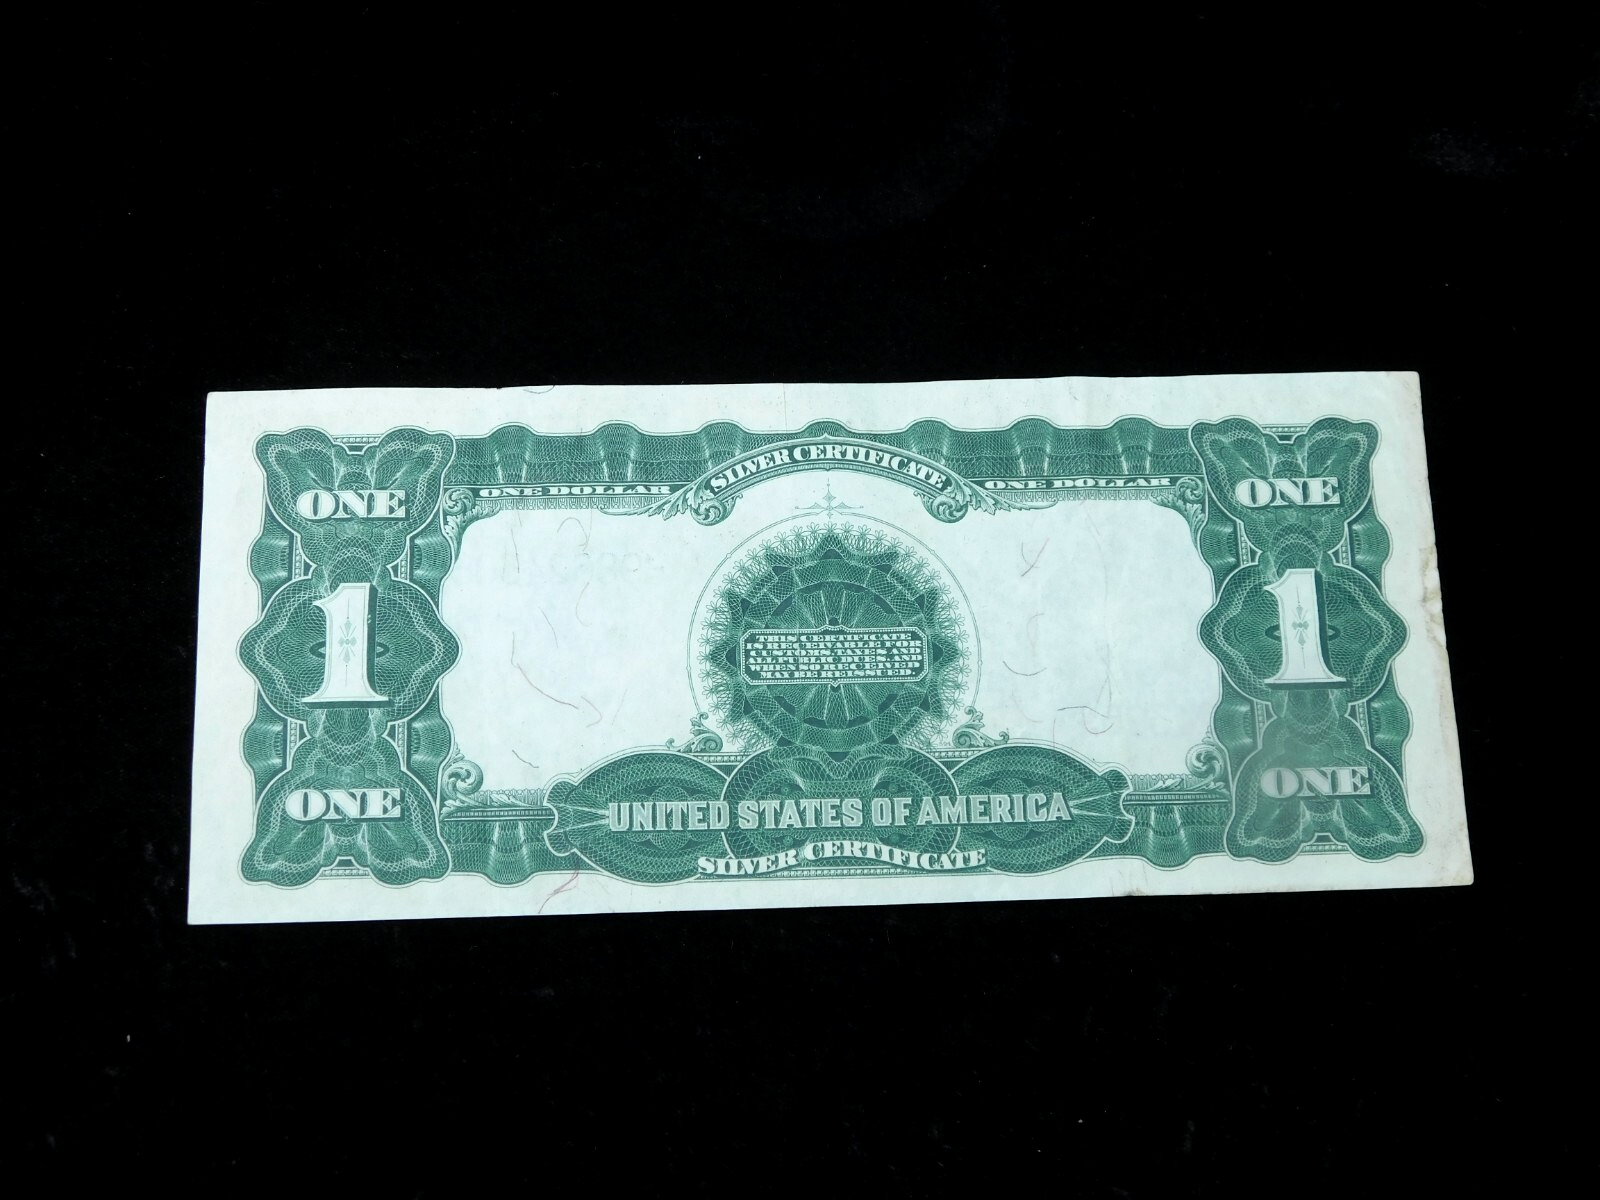 SILVER CERTIFICATE
ONE DOLLAR ONE DOLLAR
ONE ONE
1 1
THIS CERTIFICATE
IS RECEIVABLE FOR
CUSTOMS, TAXES AND
ALL PUBLIC DUES, AND
WHEN SO RECEIVED
MAY BE REISSUED.
ONE ONE
UNITED STATES OF AMERICA
SILVER CERTIFICATE